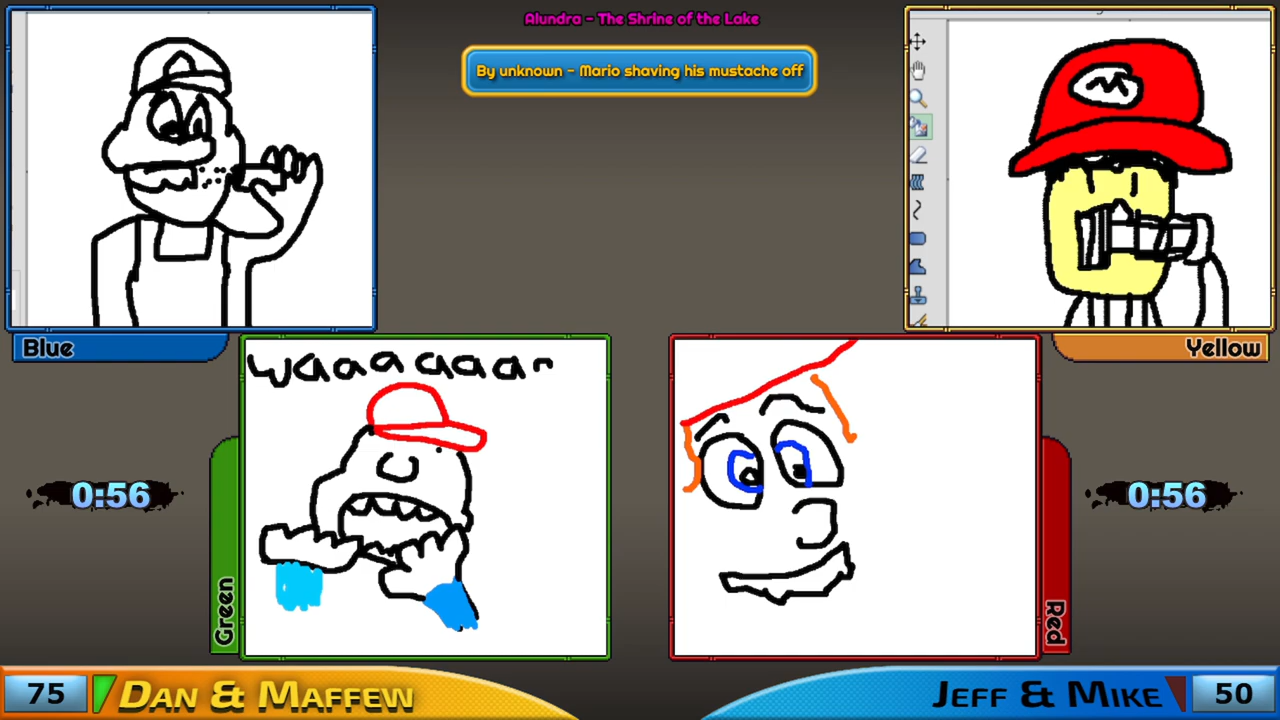 Alundra - The Shrine of the Lake
By unknown - Mario shaving his mustache off
M
Blue
Yellow
waaaaaan
0:56
0:56
Green
Red
75
Dan & Maffew
Jeff & Mike
50